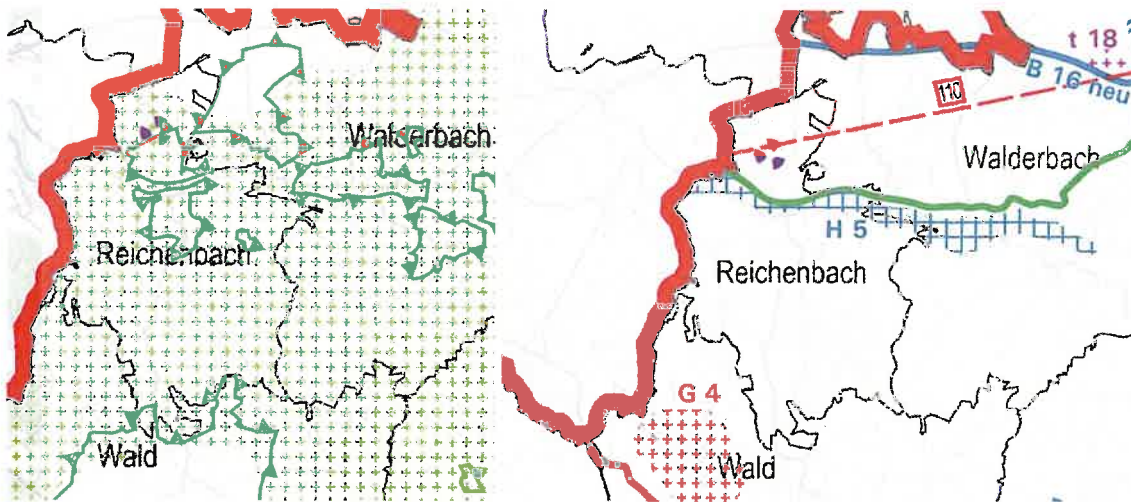 Walderbach
Reichenbach
Wald
t 18
B 16 neu
110
Walderbach
H 5
Reichenbach
G 4
Wald